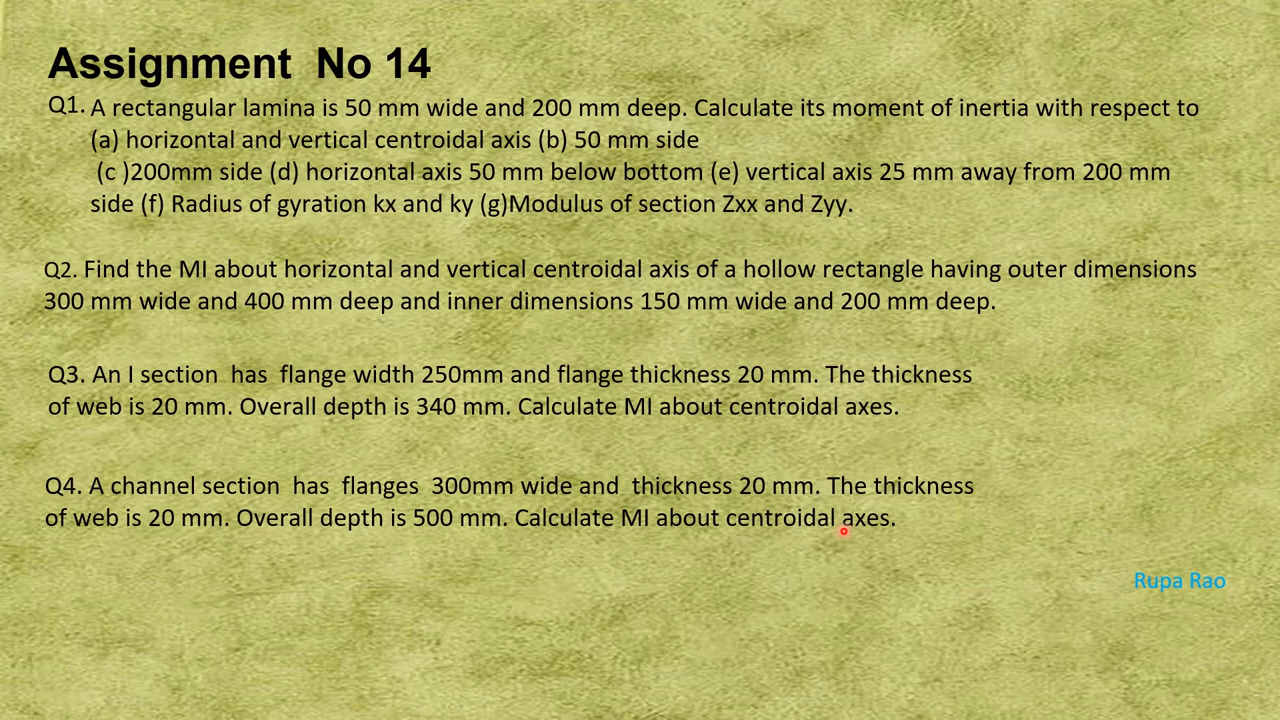 Assignment  No 14
Q1. A rectangular lamina is 50 mm wide and 200 mm deep. Calculate its moment of inertia with respect to
(a) horizontal and vertical centroidal axis (b) 50 mm side
(c )200mm side (d) horizontal axis 50 mm below bottom (e) vertical axis 25 mm away from 200 mm
side (f) Radius of gyration kx and ky (g)Modulus of section Zxx and Zyy.
Q2. Find the MI about horizontal and vertical centroidal axis of a hollow rectangle having outer dimensions
300 mm wide and 400 mm deep and inner dimensions 150 mm wide and 200 mm deep.
Q3. An I section  has  flange width 250mm and flange thickness 20 mm. The thickness
of web is 20 mm. Overall depth is 340 mm. Calculate MI about centroidal axes.
Q4. A channel section  has  flanges  300mm wide and  thickness 20 mm. The thickness
of web is 20 mm. Overall depth is 500 mm. Calculate MI about centroidal axes.
Rupa Rao